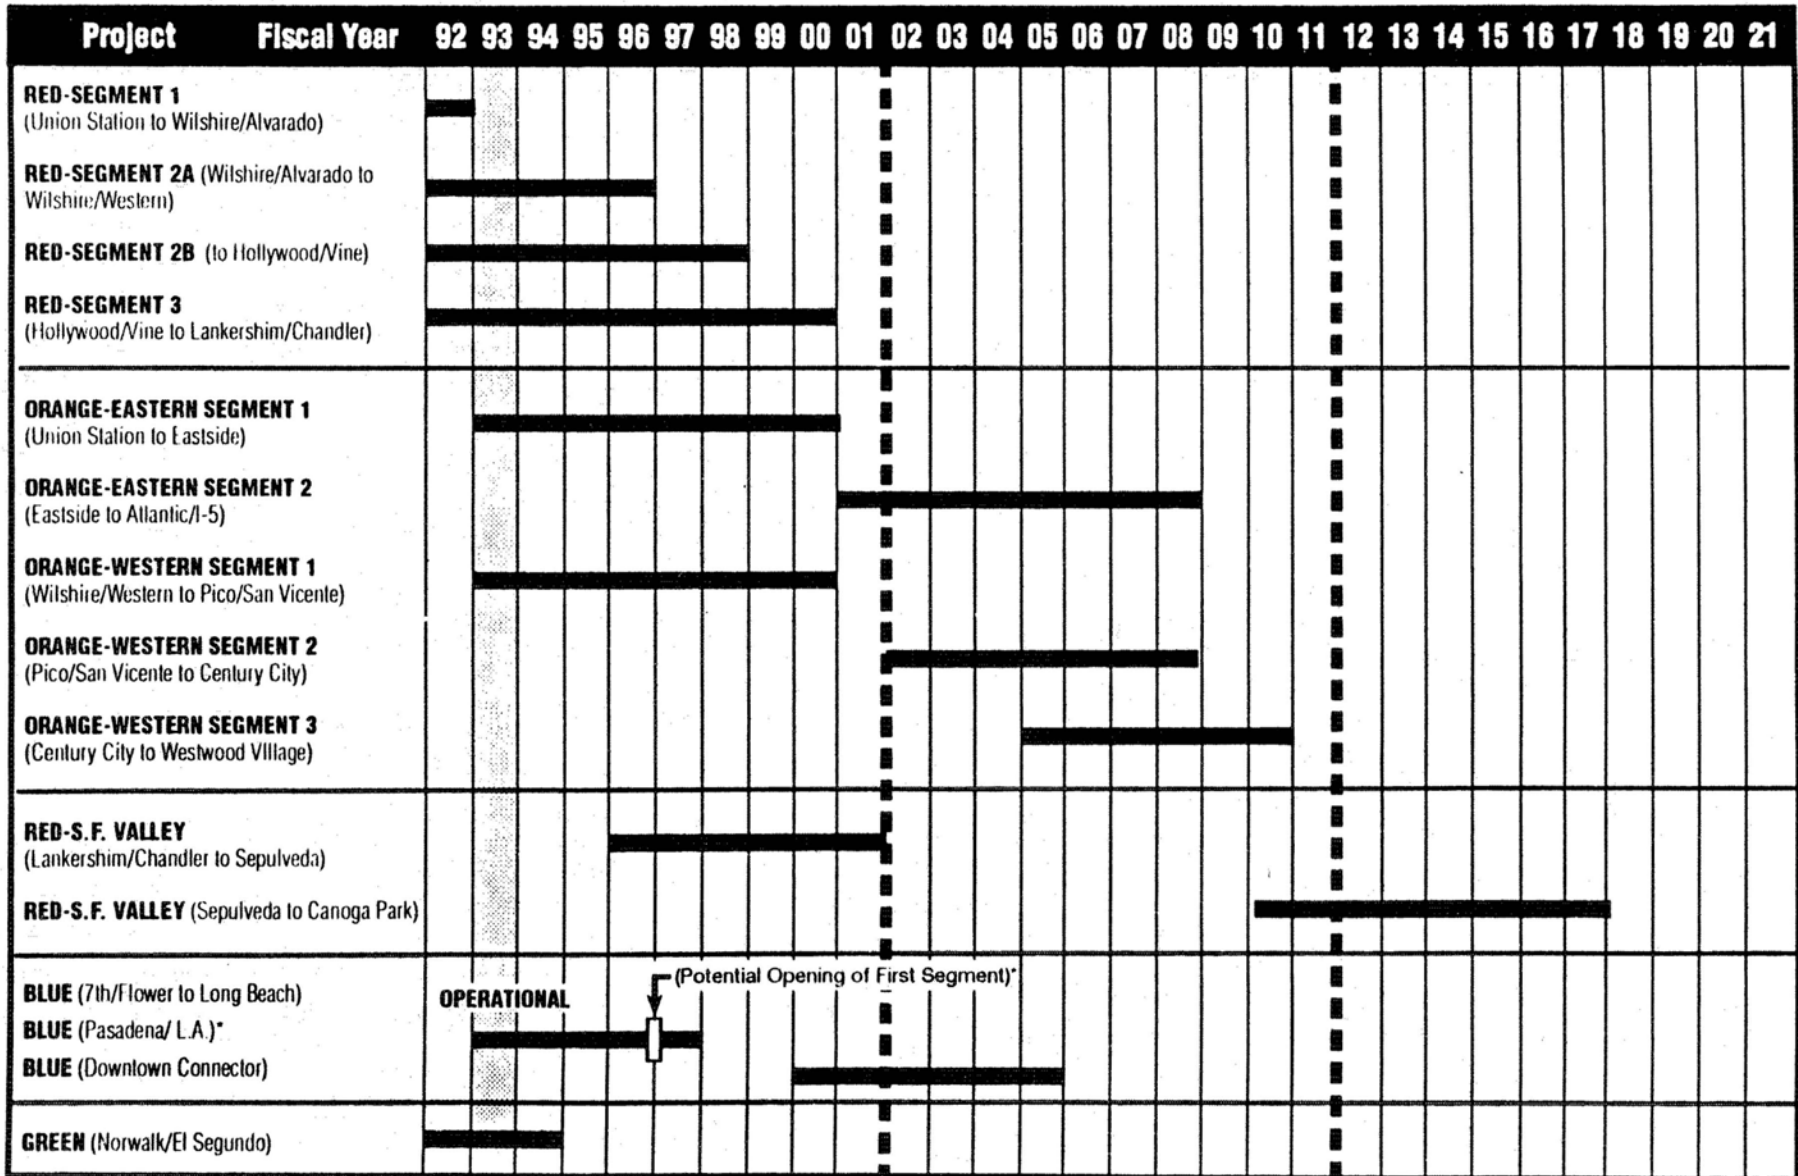 Project Fiscal Year 92 93 94 95 96 97 98 99 00 01 02 03 04 05 06 07 08 09 10 11 12 13 14 15 16 17 18 19 20 21
RED-SEGMENT 1
(Union Station to Wilshire/Alvarado)
RED-SEGMENT 2A (Wilshire/Alvarado to
Wilshire/Western)
RED-SEGMENT 2B (to Hollywood/Vine)
RED-SEGMENT 3
(Hollywood/Vine to Lankershim/Chandler)
ORANGE-EASTERN SEGMENT 1
(Union Station to Eastside)
ORANGE-EASTERN SEGMENT 2
(Eastside to Atlantic/I-5)
ORANGE-WESTERN SEGMENT 1
(Wilshire/Western to Pico/San Vicente)
ORANGE-WESTERN SEGMENT 2
(Pico/San Vicente to Century City)
ORANGE-WESTERN SEGMENT 3
(Century City to Westwood Village)
RED-S.F. VALLEY
(Lankershim/Chandler to Sepulveda)
RED-S.F. VALLEY (Sepulveda to Canoga Park)
(Potential Opening of First Segment)*
BLUE (7th/Flower to Long Beach) OPERATIONAL
BLUE (Pasadena/ L.A.)*
BLUE (Downtown Connector)
GREEN (Norwalk/El Segundo)